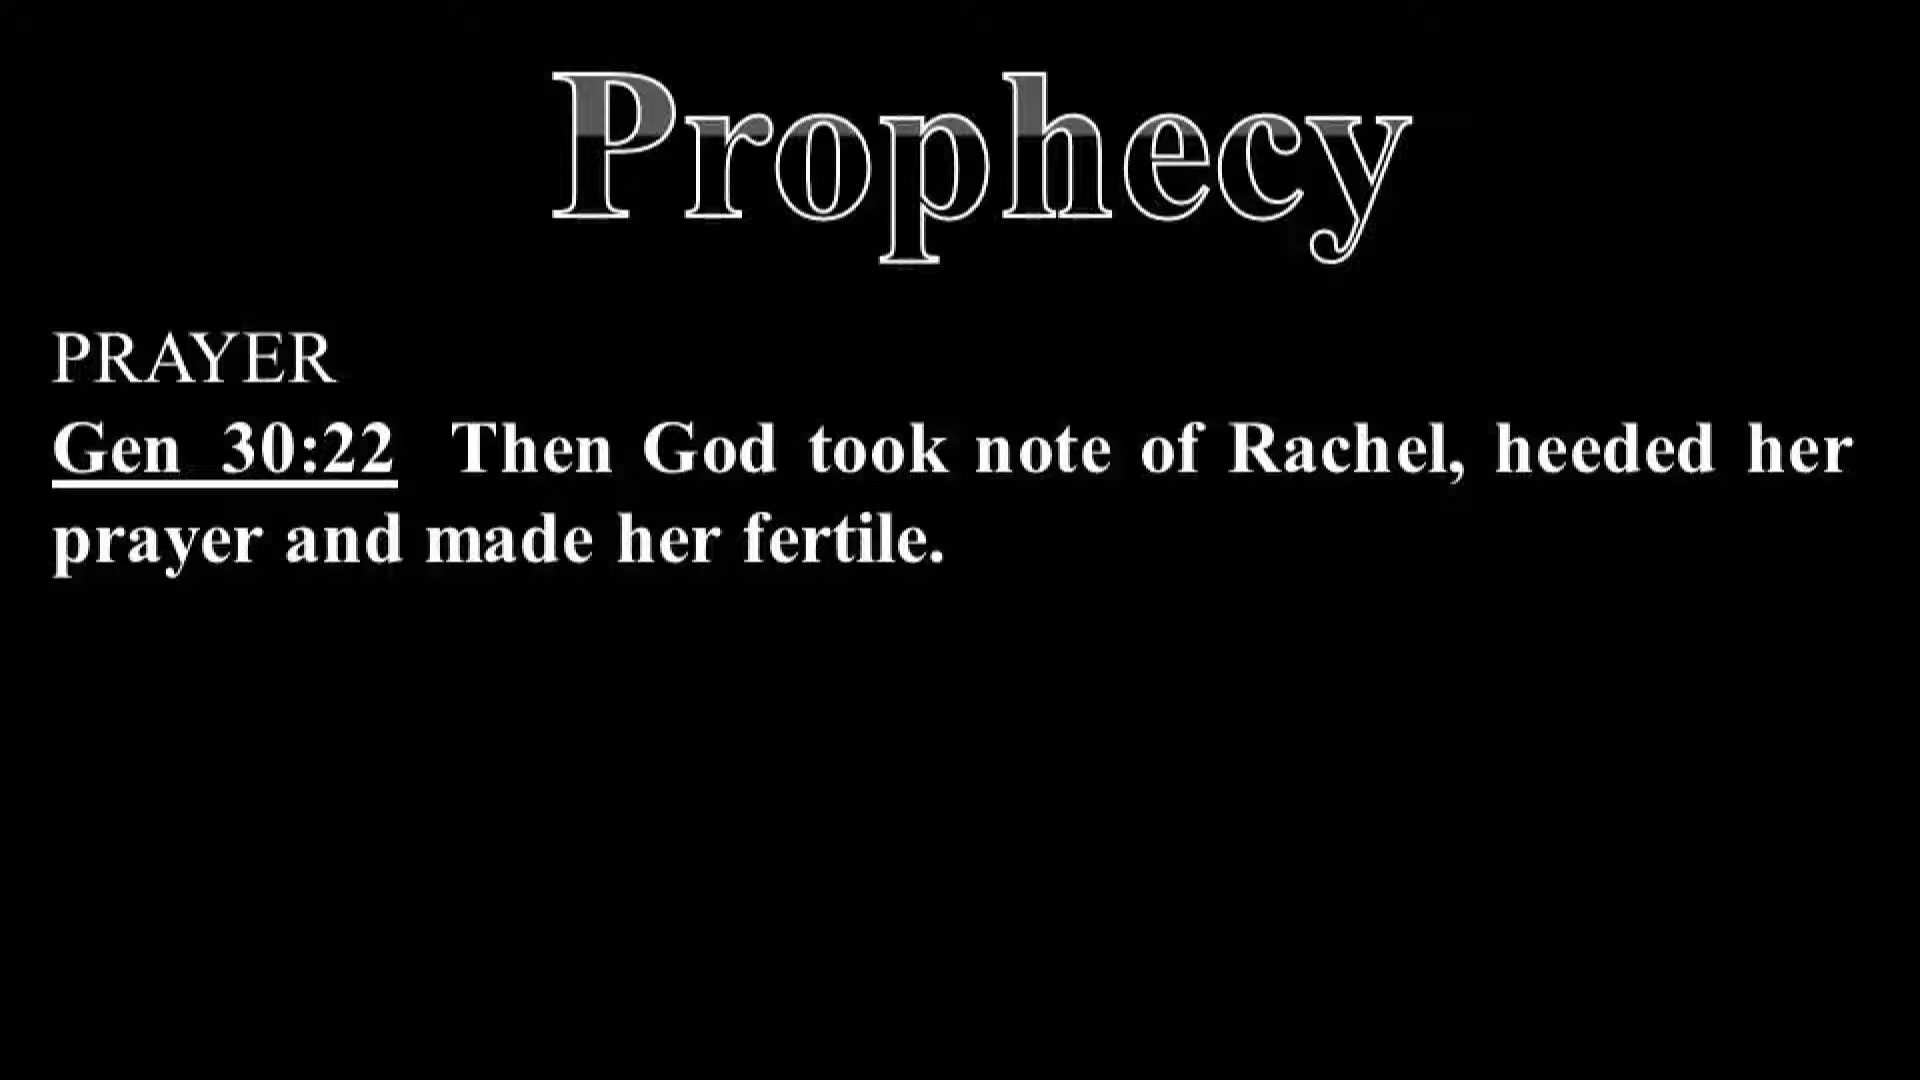 Prophecy
PRAYER
Gen 30:22 Then God took note of Rachel, heeded her
prayer and made her fertile.